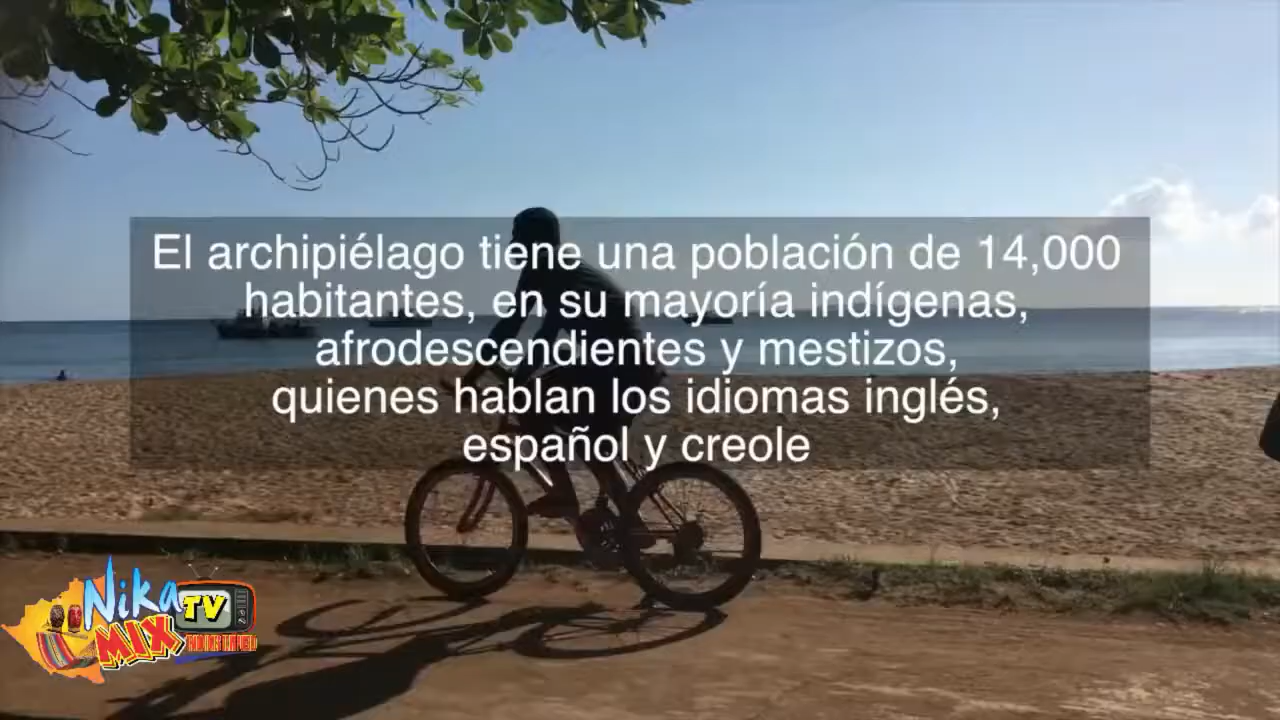 El archipiélago tiene una población de 14,000
habitantes, en su mayoría indígenas,
afrodescendientes y mestizos,
quienes hablan los idiomas inglés,
español y creole
Nika
TV
MIX